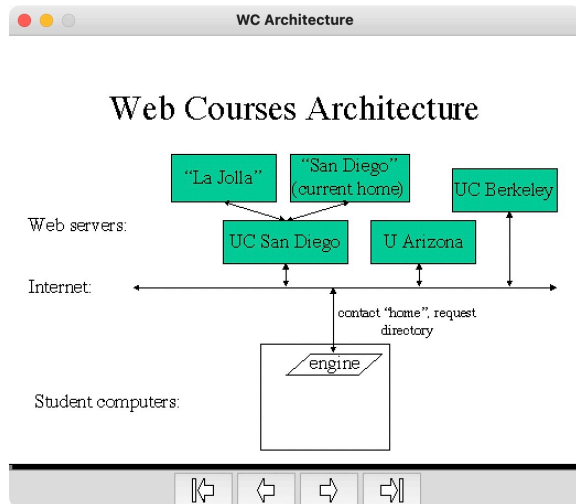 WC Architecture
Web Courses Architecture
“La Jolla”
“San Diego”
(current home)
UC Berkeley
Web servers:
UC San Diego
U Arizona
Internet:
contact “home”, request
directory
engine
Student computers: